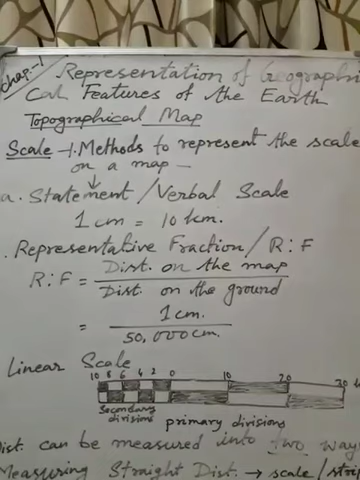 Chap.-1
Representation of Geographi
cal Features of the Earth
Topographical Map
Scale → 1. Methods to represent the scale
on a map -
a. Statement / Verbal Scale
1 cm = 10 km.
. Representative Fraction / R:F
R:F = Dist. on the map
Dist. on the ground
= 1 cm.
50,000 cm.
Linear Scale
10 8 6 4 2 0 10 20 30
Secondary divisions
primary divisions
Dist. can be measured into two way
Measuring Straight Dist. → scale / strip